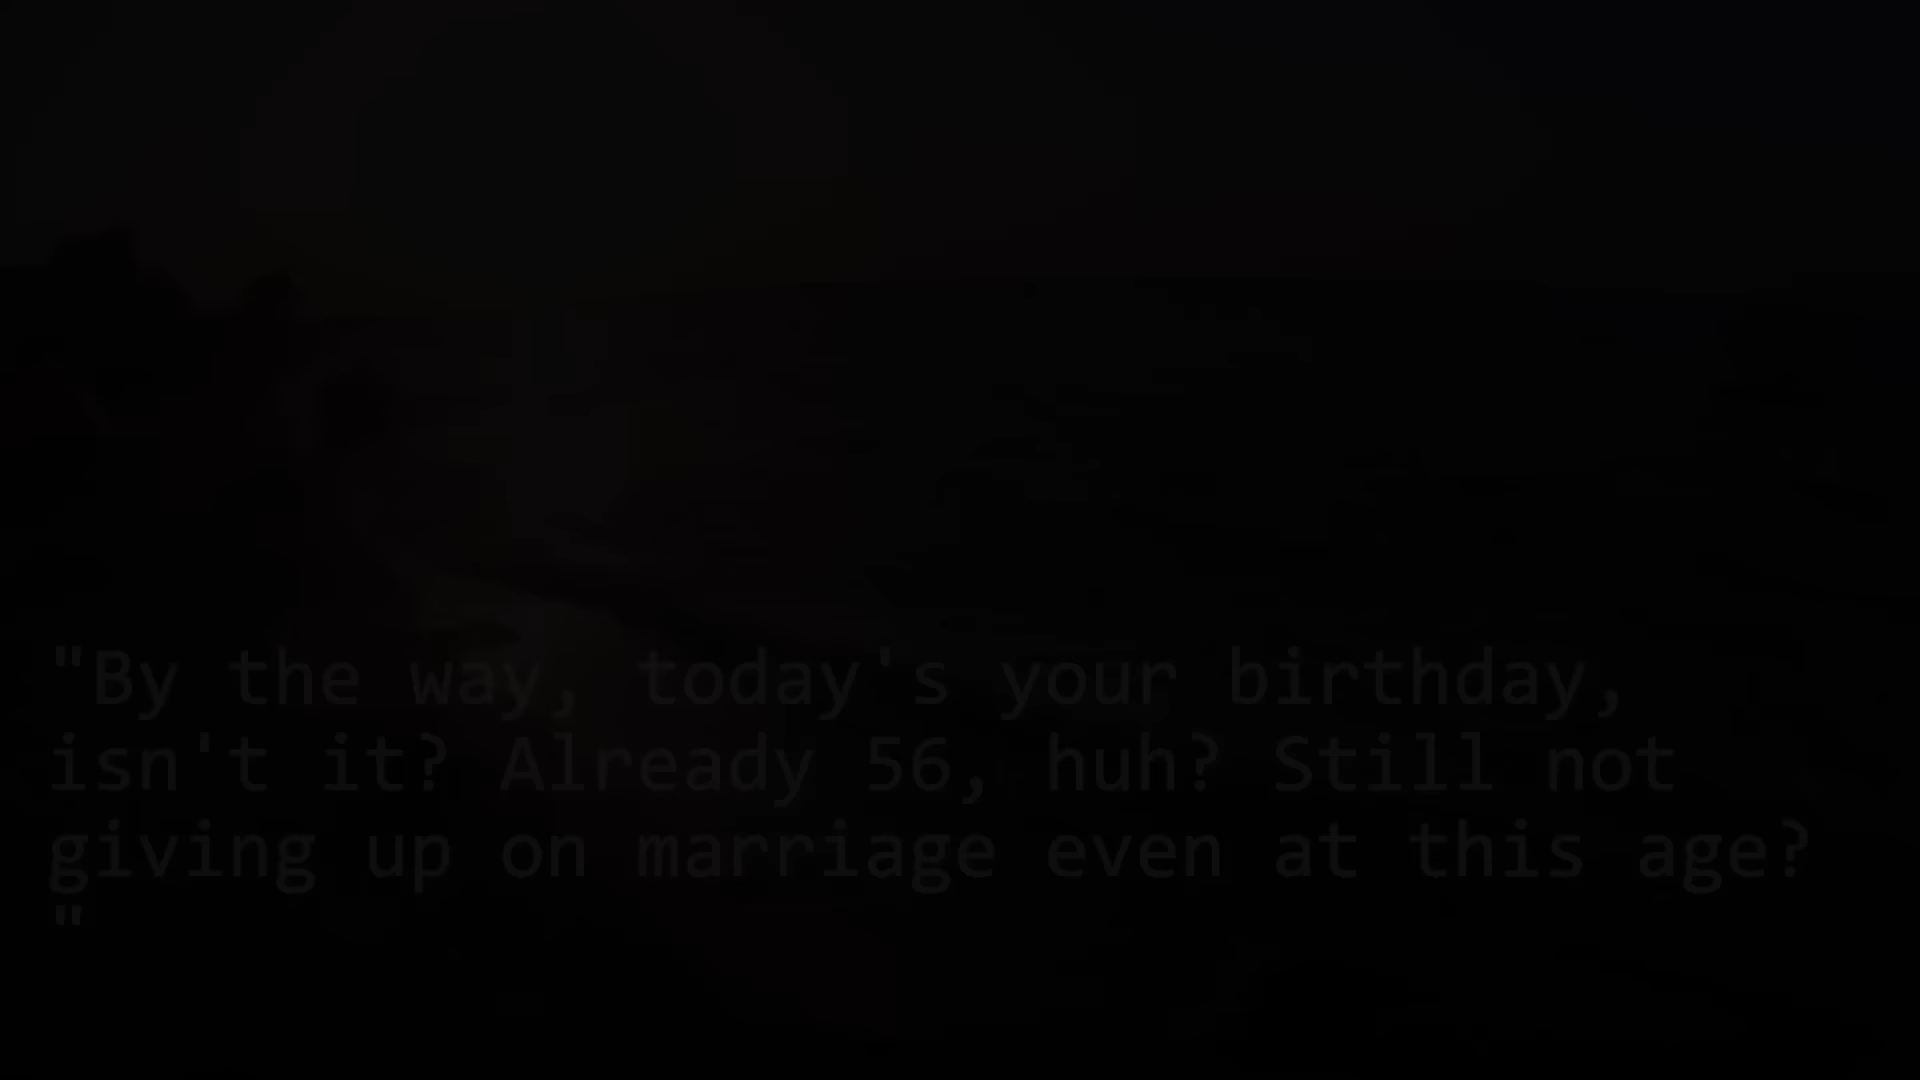 "By the way, today's your birthday,
isn't it? Already 56, huh? Still not
giving up on marriage even at this age?
"